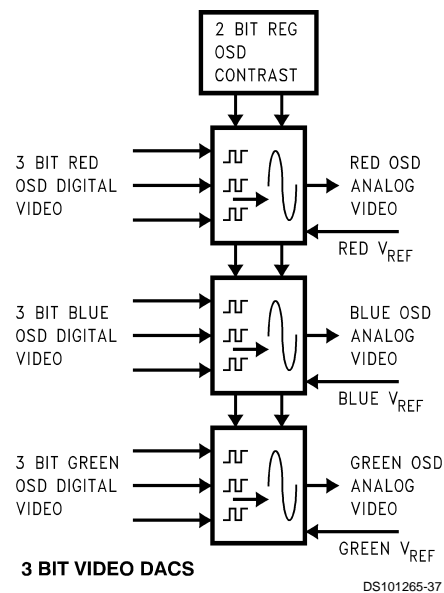 2 BIT REG
OSD
CONTRAST
3 BIT RED
OSD DIGITAL
VIDEO
RED OSD
ANALOG
VIDEO
RED VREF
3 BIT BLUE
OSD DIGITAL
VIDEO
BLUE OSD
ANALOG
VIDEO
BLUE VREF
3 BIT GREEN
OSD DIGITAL
VIDEO
GREEN OSD
ANALOG
VIDEO
GREEN VREF
3 BIT VIDEO DACS
DS101265-37